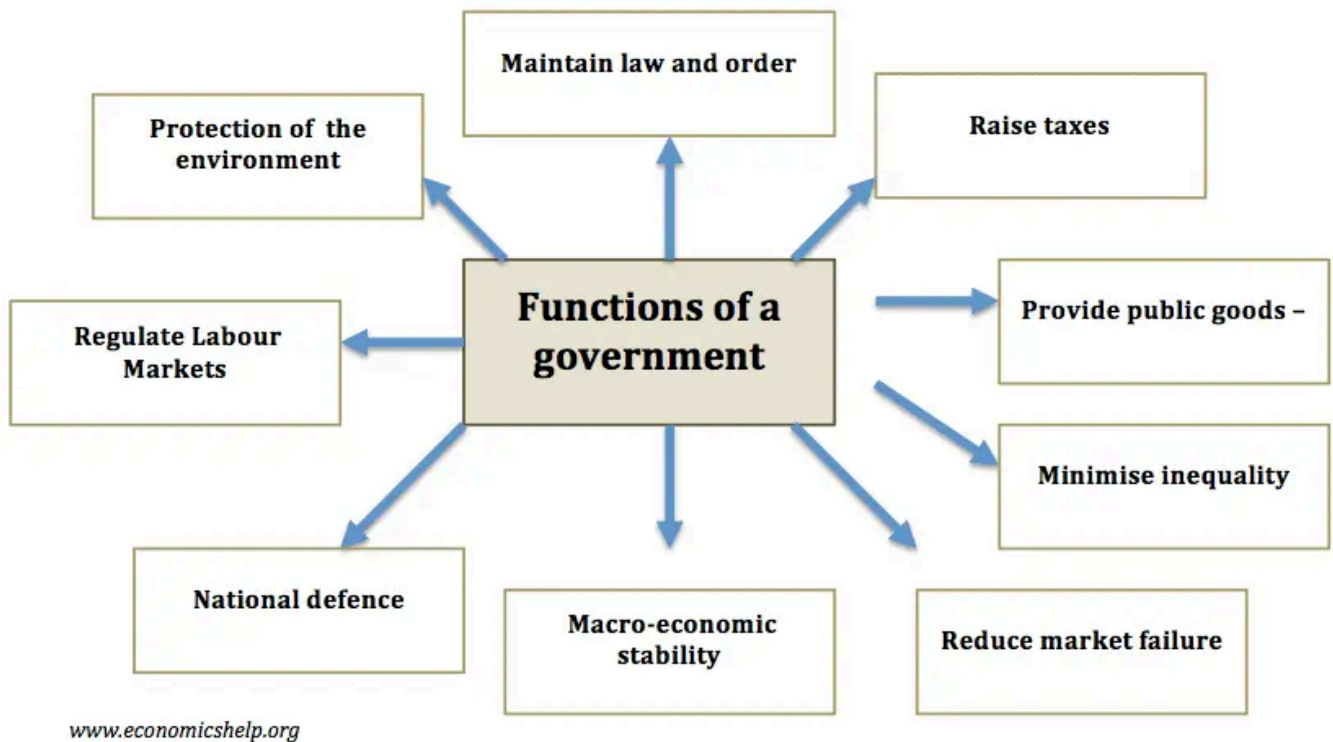 Maintain law and order
Protection of the
environment
Raise taxes
Functions of a
government
Provide public goods –
Regulate Labour
Markets
Minimise inequality
National defence
Macro-economic
stability
Reduce market failure
www.economicshelp.org